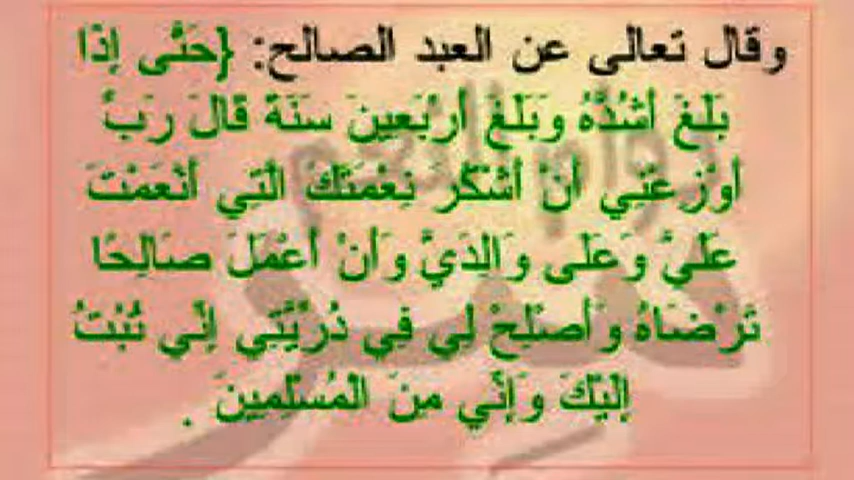 وقال تعالى عن العبد الصالح: {حَتَّى إِذَا
بَلَغَ أَشُدَّهُ وَبَلَغَ أَرْبَعِينَ سَنَةً قَالَ رَبِّ
أَوْزِعْنِي أَنْ أَشْكُرَ نِعْمَتَكَ الَّتِي أَنْعَمْتَ
عَلَيَّ وَعَلَى وَالِدَيَّ وَأَنْ أَعْمَلَ صَالِحًا
تَرْضَاهُ وَأَصْلِحْ لِي فِي ذُرِّيَّتِي إِنِّي تُبْتُ
إِلَيْكَ وَإِنِّي مِنَ الْمُسْلِمِينَ .